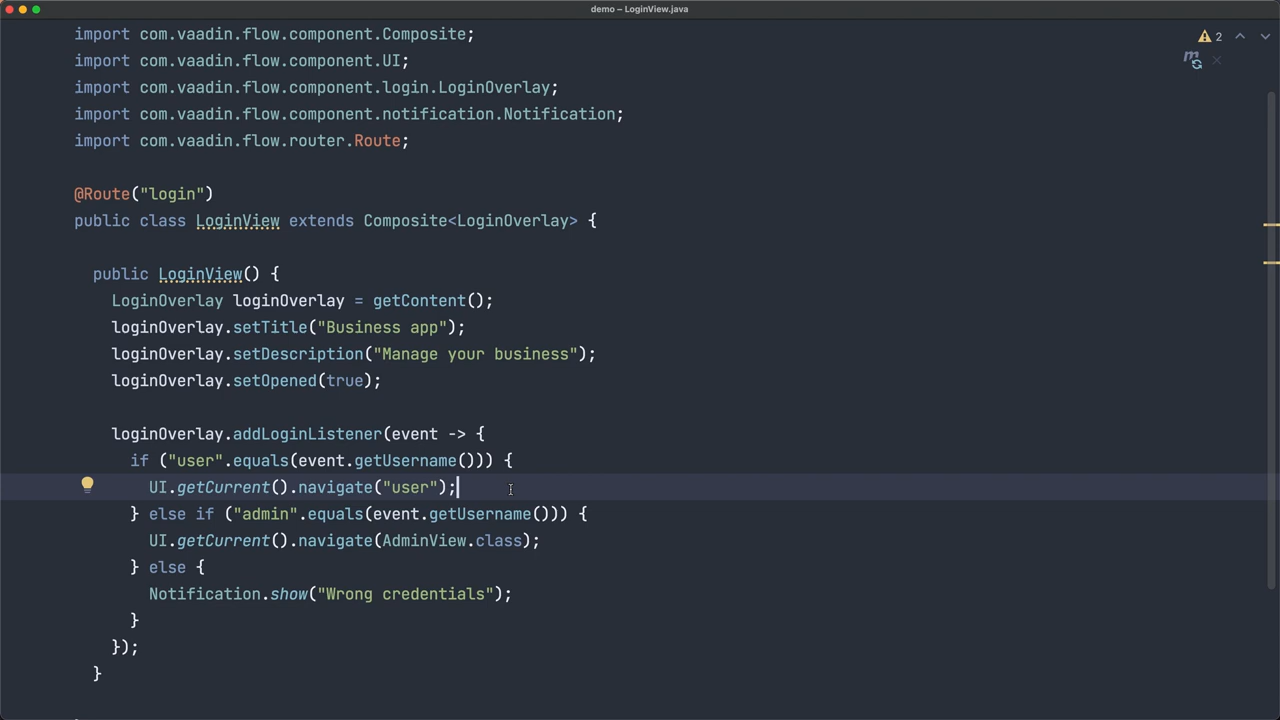 demo – LoginView.java
import com.vaadin.flow.component.Composite;
2
import com.vaadin.flow.component.UI;
m
import com.vaadin.flow.component.login.LoginOverlay;
import com.vaadin.flow.component.notification.Notification;
import com.vaadin.flow.router.Route;
@Route("login")
public class LoginView extends Composite<LoginOverlay> {
public LoginView() {
LoginOverlay loginOverlay = getContent();
loginOverlay.setTitle("Business app");
loginOverlay.setDescription("Manage your business");
loginOverlay.setOpened(true);
loginOverlay.addLoginListener(event -> {
if ("user".equals(event.getUsername())) {
UI.getCurrent().navigate("user");
} else if ("admin".equals(event.getUsername())) {
UI.getCurrent().navigate(AdminView.class);
} else {
Notification.show("Wrong credentials");
}
});
}